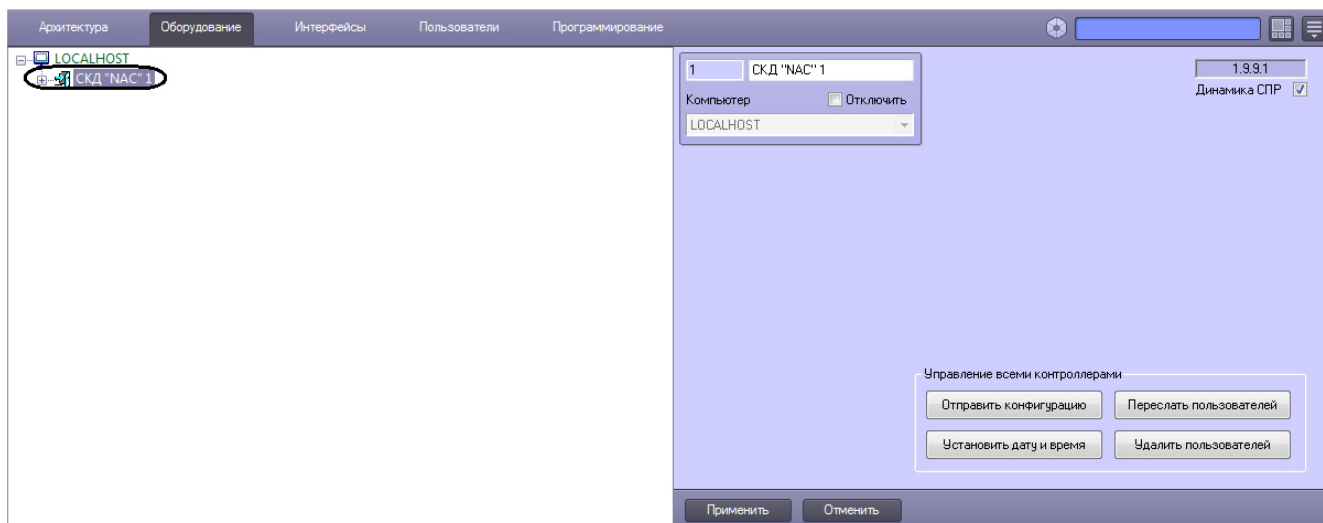 Архитектура Оборудование Интерфейсы Пользователи Программирование
LOCALHOST
СКД "NAC" 1
1 СКД "NAC" 1
1.9.9.1
Компьютер Отключить
Динамика СПР
LOCALHOST
Управление всеми контроллерами
Отправить конфигурацию Переслать пользователей
Установить дату и время Удалить пользователей
Применить Отменить